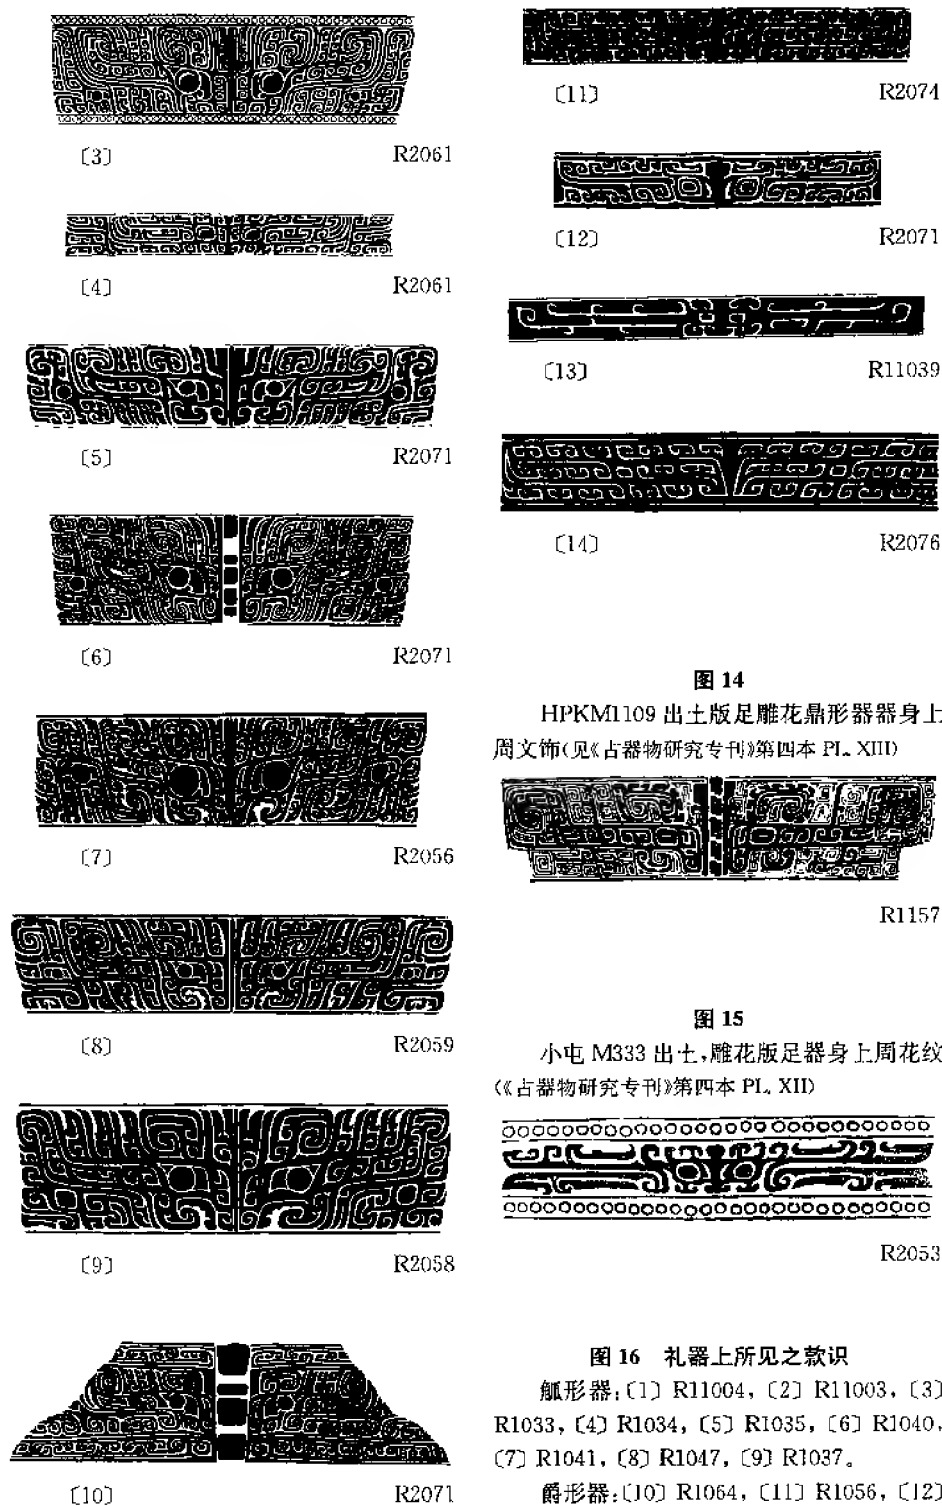 〔3〕 R2061
〔4〕 R2061
〔5〕 R2071
〔6〕 R2071
〔7〕 R2056
〔8〕 R2059
〔9〕 R2058
〔10〕 R2071
〔11〕 R2074
〔12〕 R2071
〔13〕 R11039
〔14〕 R2076
图 14
HPKM1109 出土版足雕花鼎形器器身上
周文饰(见《古器物研究专刊》第四本 PL. XIII)
R1157
图 15
小屯 M333 出土,雕花版足器身上周花纹
(《古器物研究专刊》第四本 PL. XII)
R2053
图 16 礼器上所见之款识
觚形器:〔1〕R11004,〔2〕R11003,〔3〕
R1033,〔4〕R1034,〔5〕R1035,〔6〕R1040,
〔7〕R1041,〔8〕R1047,〔9〕R1037。
爵形器:〔10〕R1064,〔11〕R1056,〔12〕